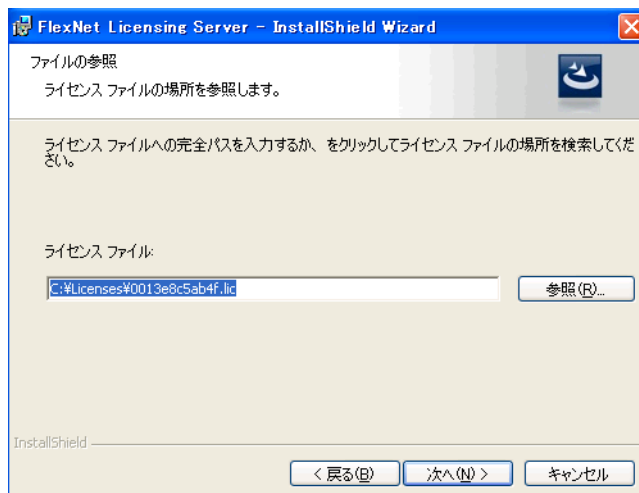 FlexNet Licensing Server - InstallShield Wizard
ファイルの参照
ライセンス ファイルの場所を参照します。
ライセンス ファイルへの完全パスを入力するか、をクリックしてライセンス ファイルの場所を検索してくだ
さい。
ライセンス ファイル:
C:¥Licenses¥0013e8c5ab4f.lic
参照(R)...
InstallShield
< 戻る(B)
次へ(N) >
キャンセル